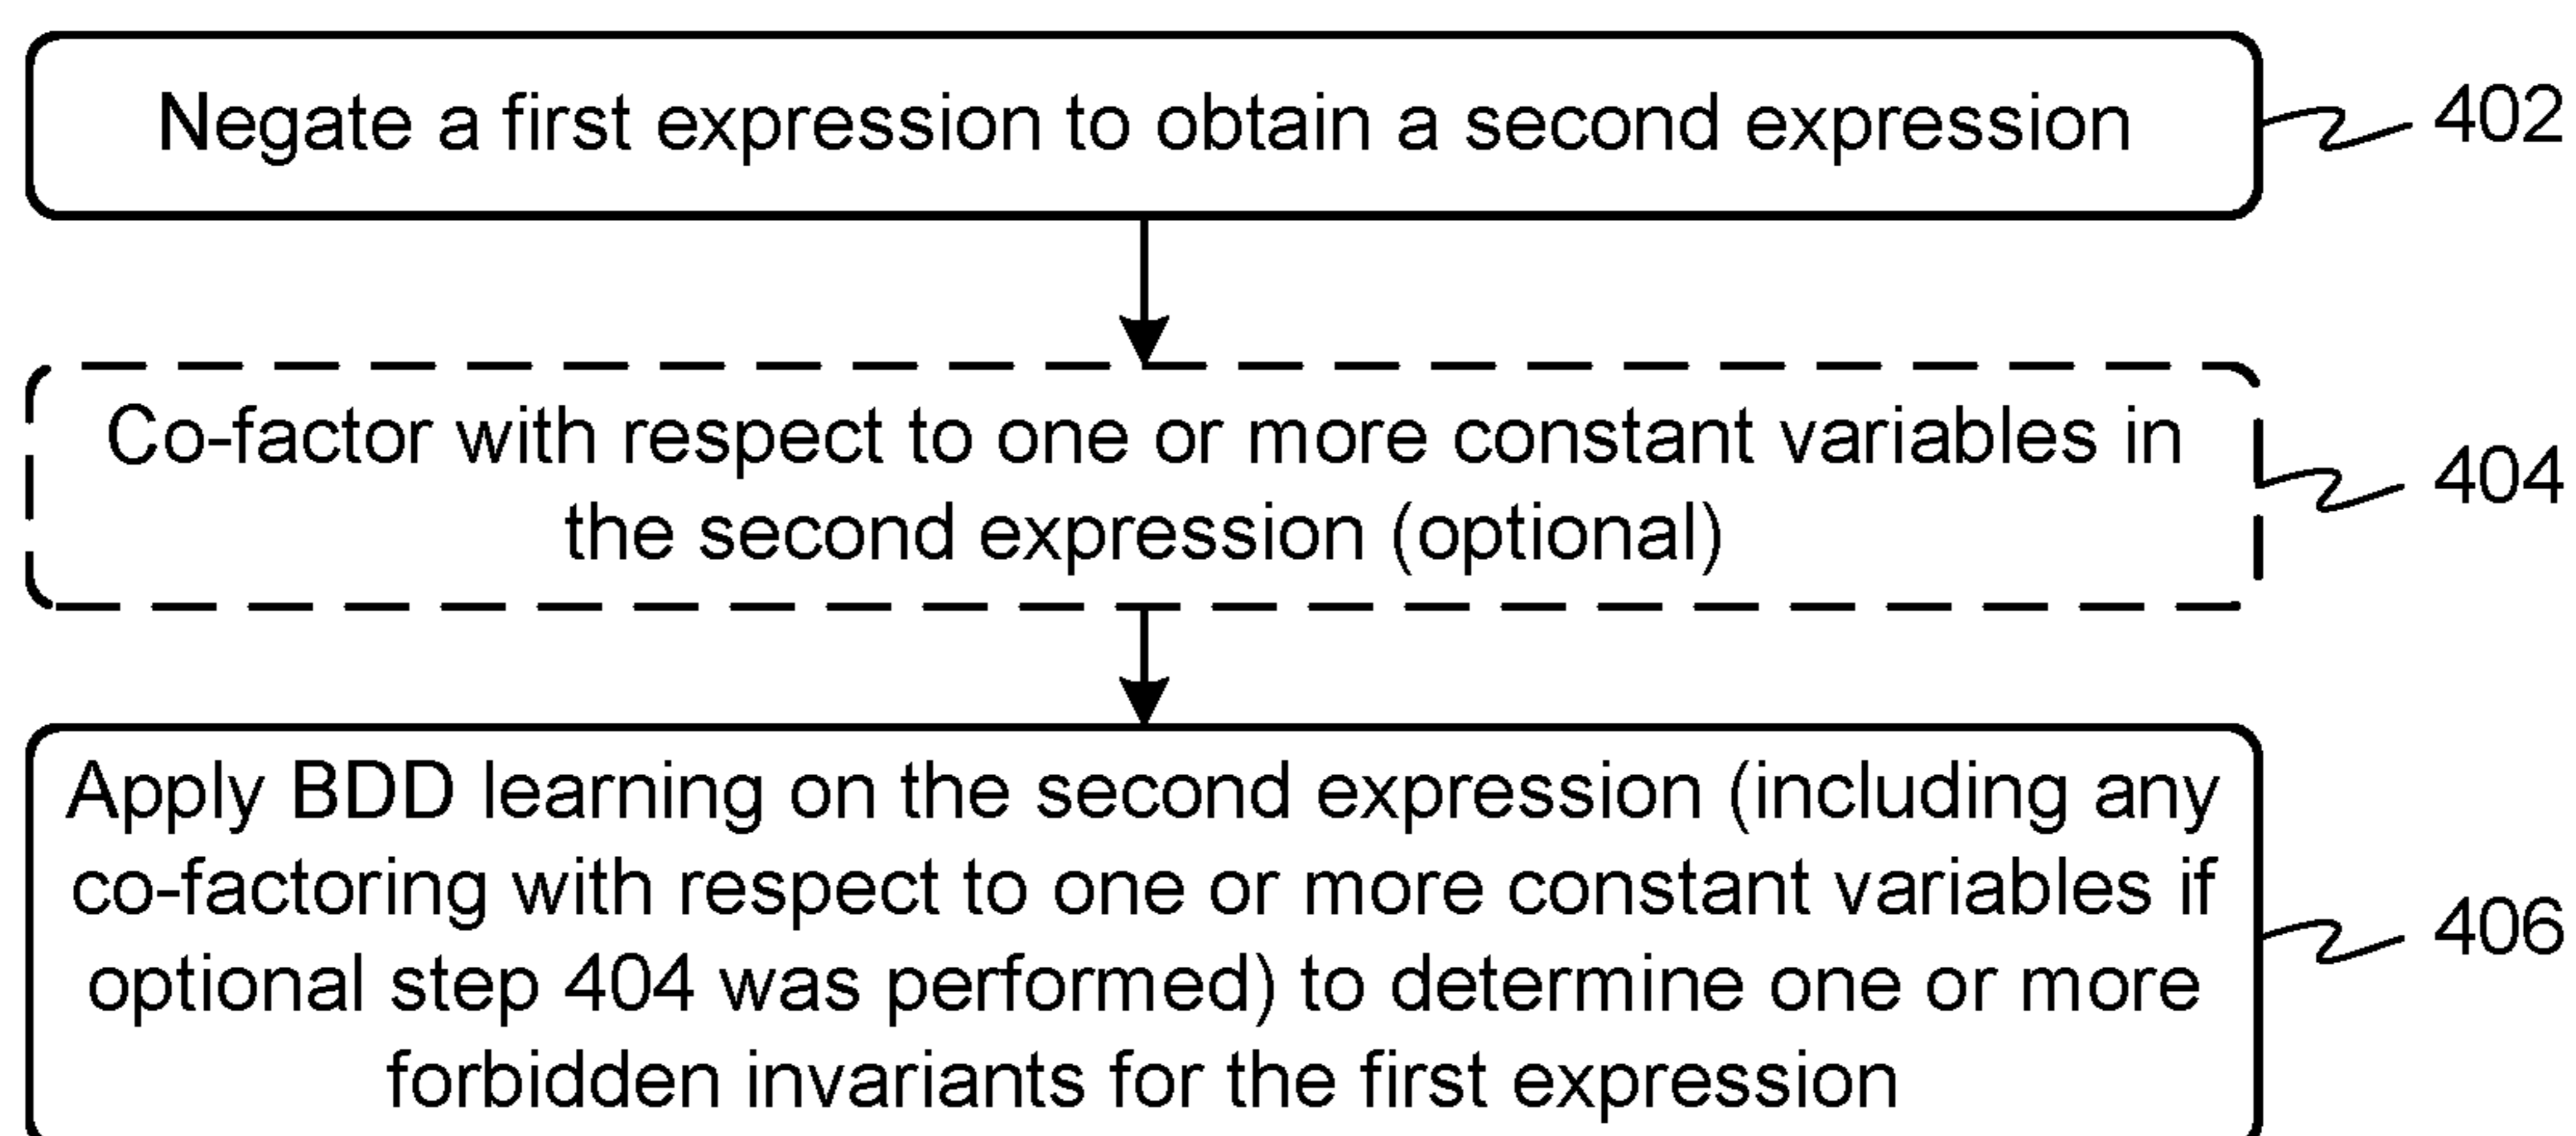 Negate a first expression to obtain a second expression
402
Co-factor with respect to one or more constant variables in
the second expression (optional)
404
Apply BDD learning on the second expression (including any
co-factoring with respect to one or more constant variables if
optional step 404 was performed) to determine one or more
forbidden invariants for the first expression
406